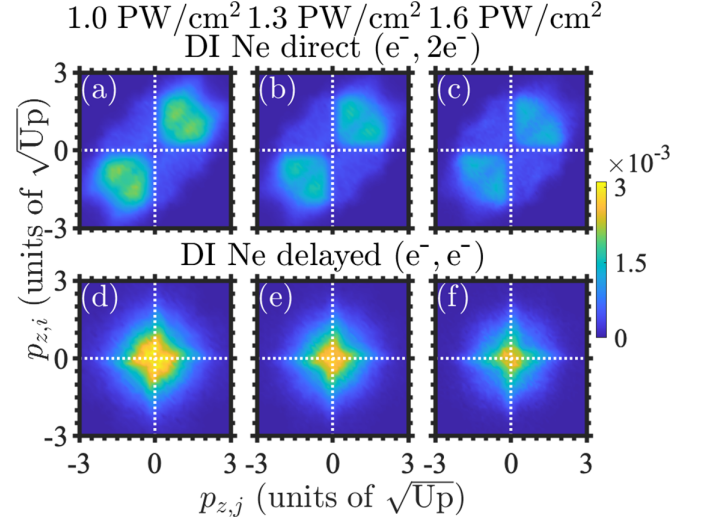 1.0 PW/cm² 1.3 PW/cm² 1.6 PW/cm²
DI Ne direct (e⁻, 2e⁻)
3 (a) (b) (c)
0
-3
×10⁻³
3
1.5
0
DI Ne delayed (e⁻, e⁻)
3 (d) (e) (f)
0
-3
-3 0 3 -3 0 3 -3 0 3
p_{z,i} (units of √Up)
p_{z,j} (units of √Up)